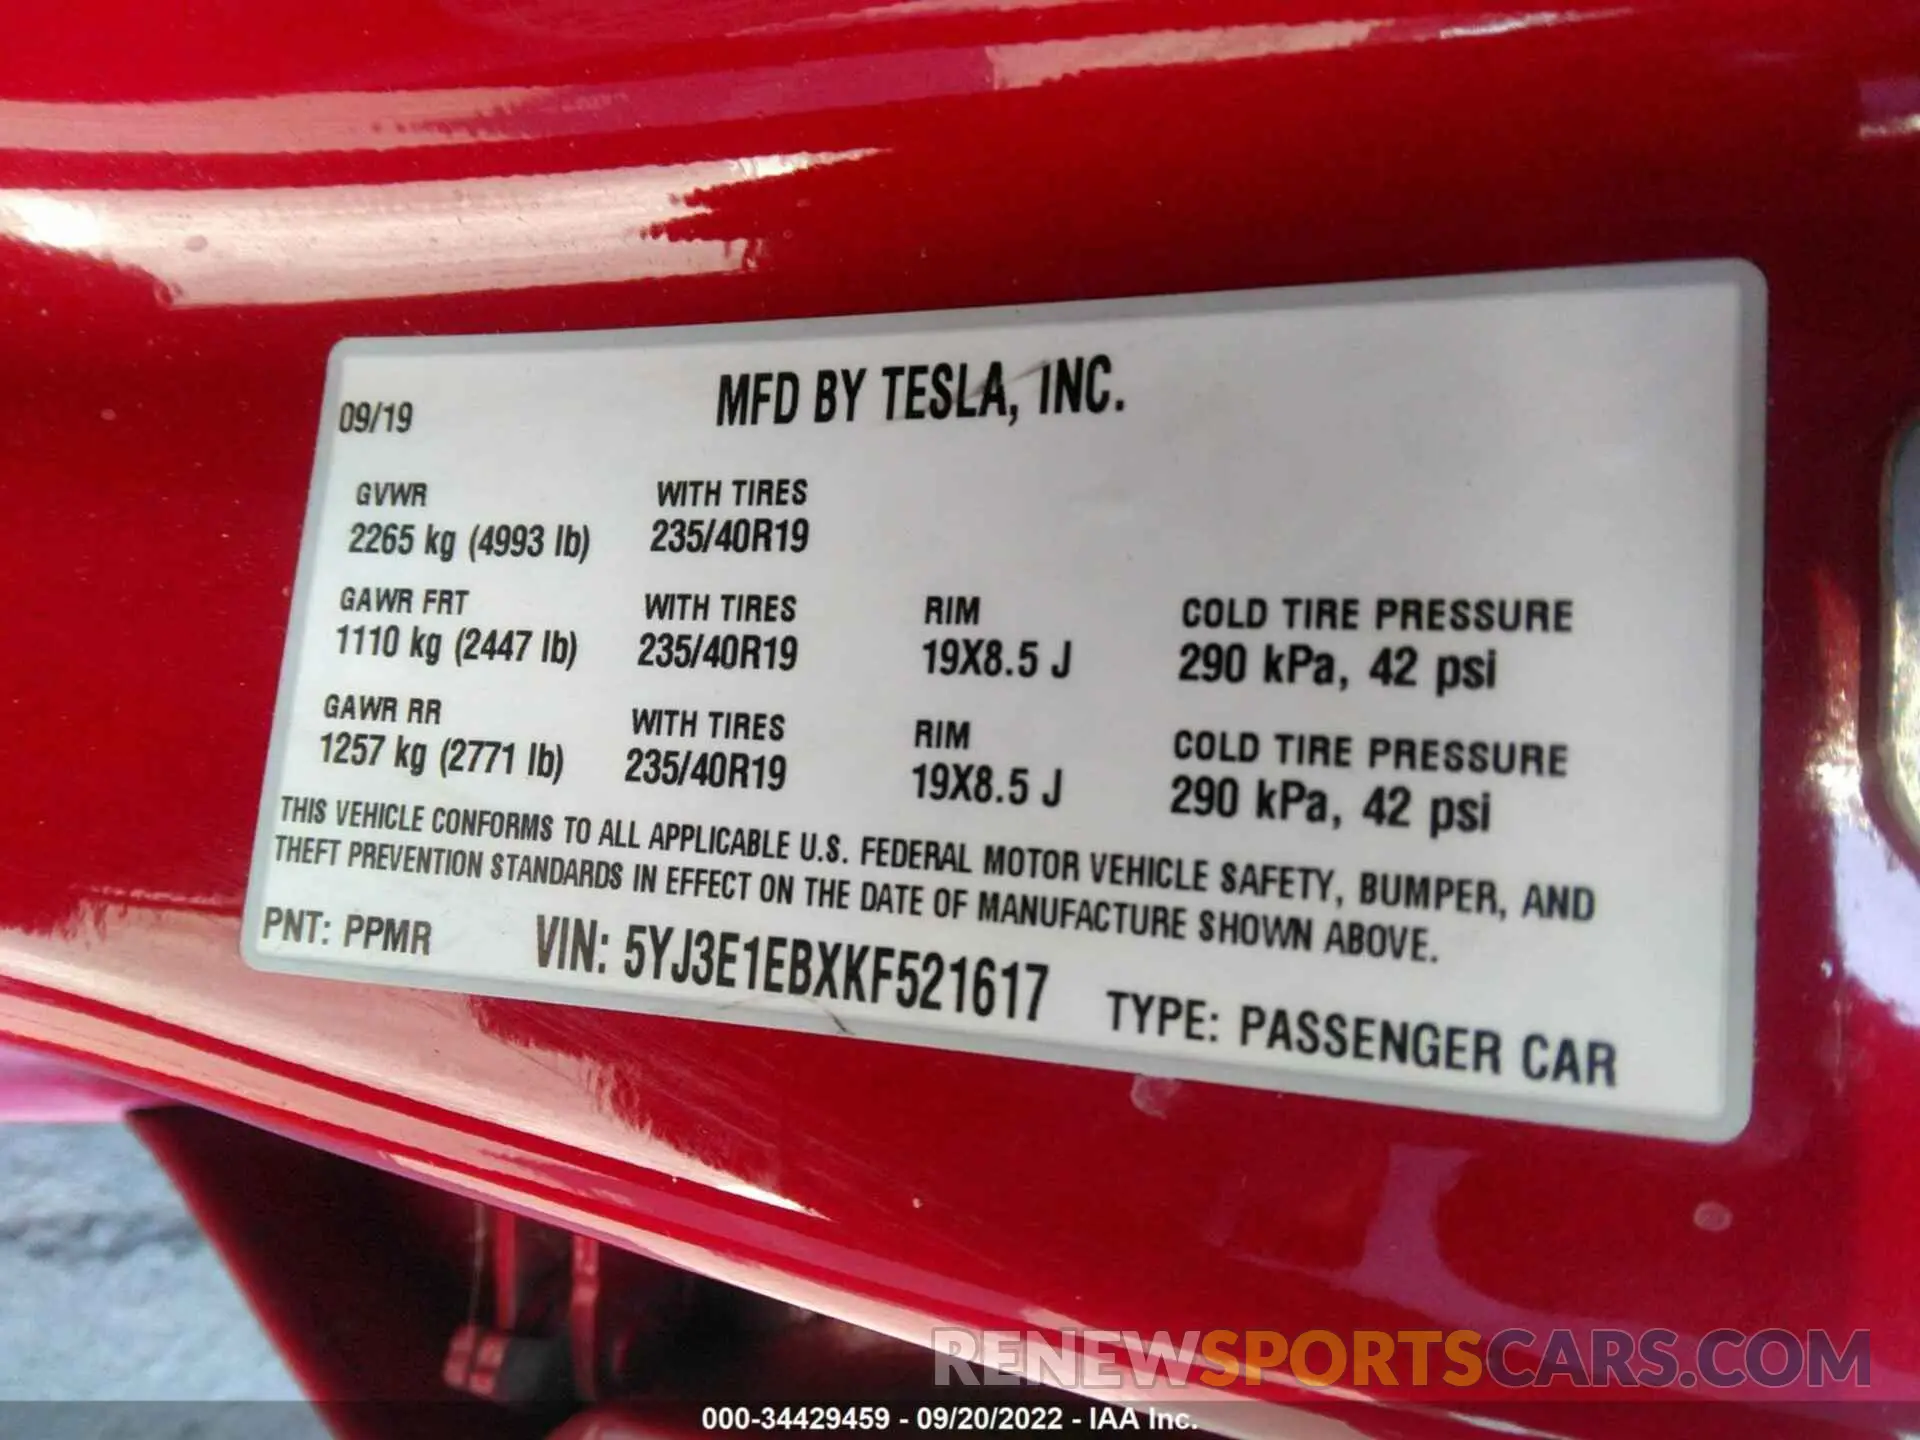 09/19 MFD BY TESLA, INC.
GVWR WITH TIRES
2265 kg (4993 lb) 235/40R19
GAWR FRT WITH TIRES RIM COLD TIRE PRESSURE
1110 kg (2447 lb) 235/40R19 19X8.5 J 290 kPa, 42 psi
GAWR RR WITH TIRES RIM COLD TIRE PRESSURE
1257 kg (2771 lb) 235/40R19 19X8.5 J 290 kPa, 42 psi
THIS VEHICLE CONFORMS TO ALL APPLICABLE U.S. FEDERAL MOTOR VEHICLE SAFETY, BUMPER, AND
THEFT PREVENTION STANDARDS IN EFFECT ON THE DATE OF MANUFACTURE SHOWN ABOVE.
PNT: PPMR VIN: 5YJ3E1EBXKF521617 TYPE: PASSENGER CAR
RENEWSPORTSCARS.COM
000-34429459 - 09/20/2022 - IAA Inc.